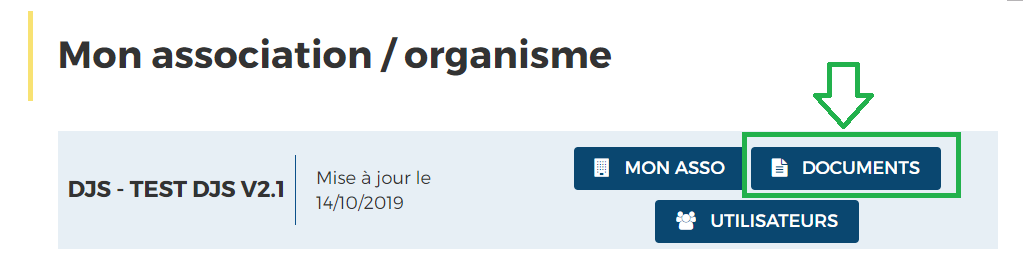 Mon association / organisme
DJS - TEST DJS V2.1
Mise à jour le
14/10/2019
MON ASSO
DOCUMENTS
UTILISATEURS